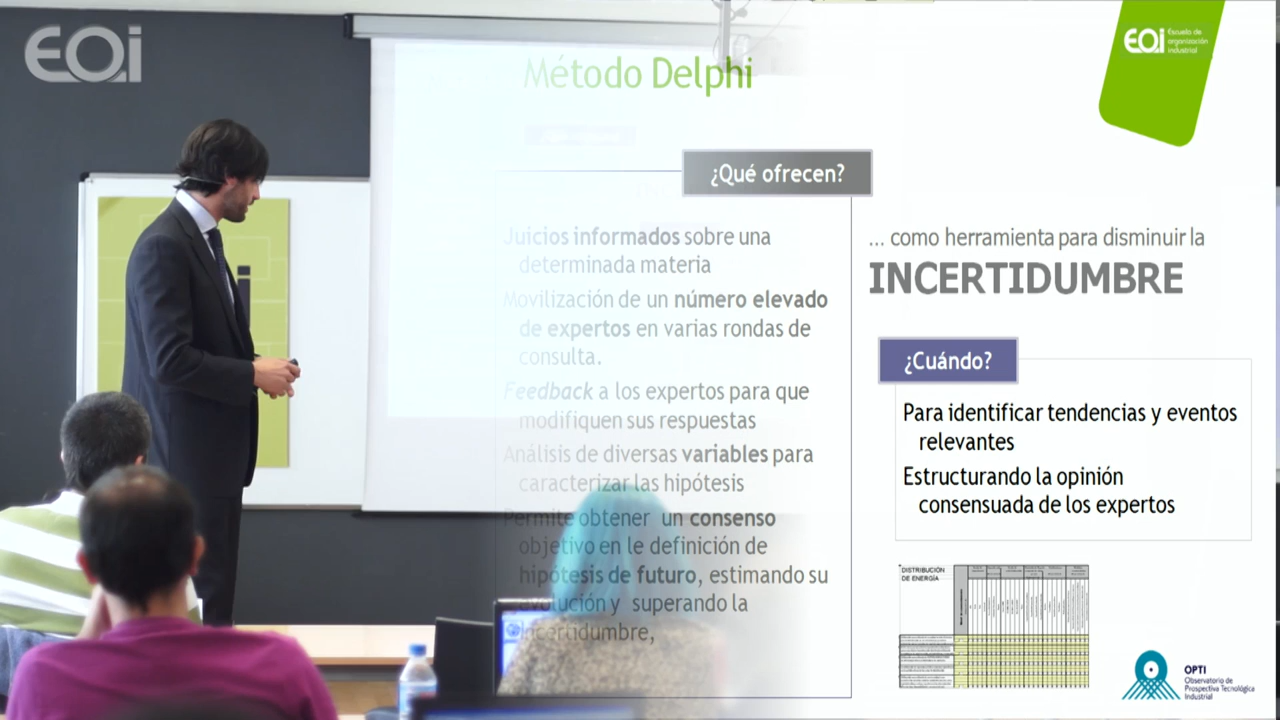 EOi
Método Delphi
EOi Escuela de
organización
industrial
¿Qué ofrecen?
Juicios informados sobre una
determinada materia
Movilización de un número elevado
de expertos en varias rondas de
consulta.
Feedback a los expertos para que
modifiquen sus respuestas
Análisis de diversas variables para
caracterizar las hipótesis
Permite obtener un consenso
objetivo en le definición de
hipótesis de futuro, estimando su
evolución y superando la
incertidumbre,
... como herramienta para disminuir la
INCERTIDUMBRE
¿Cuándo?
Para identificar tendencias y eventos
relevantes
Estructurando la opinión
consensuada de los expertos
DISTRIBUCIÓN
DE ENERGÍA
OPTI
Observatorio de
Prospectiva Tecnológica
Industrial